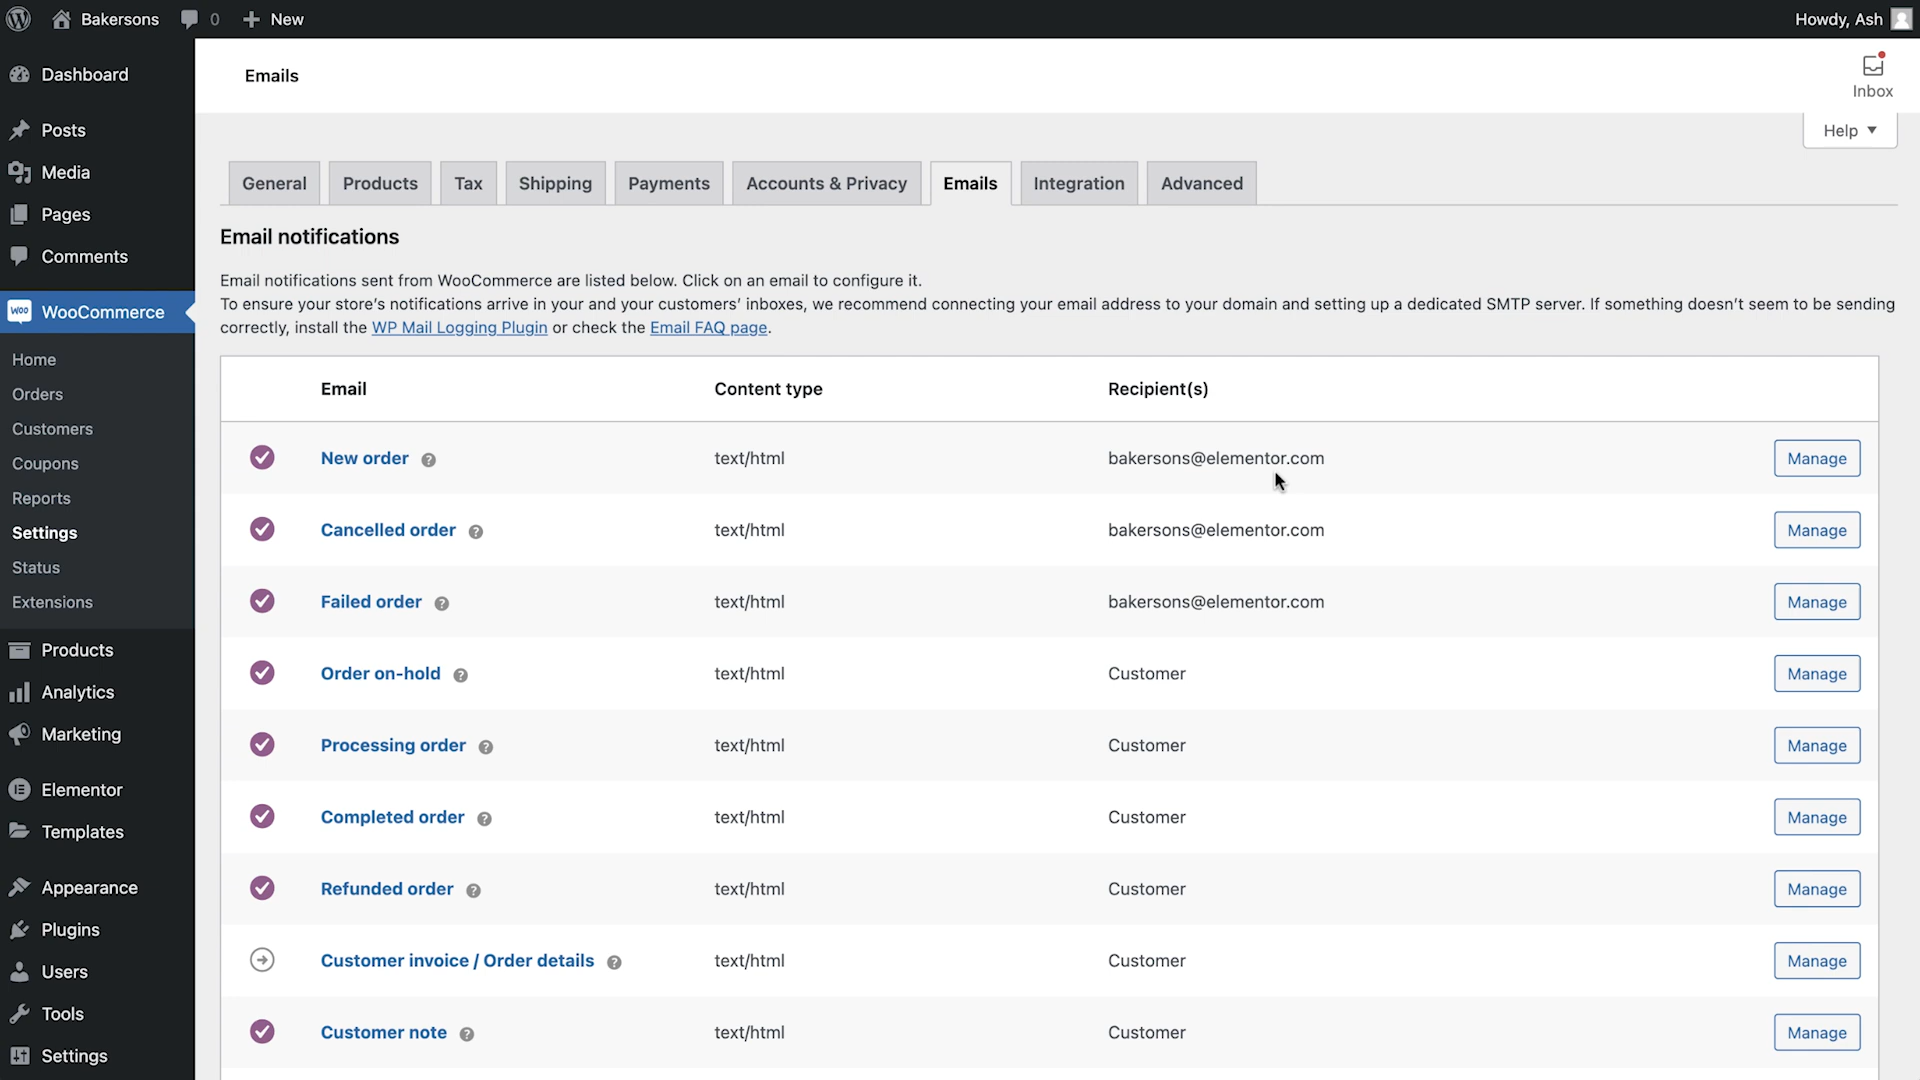 Bakersons
0
New
Howdy, Ash
Dashboard
Posts
Media
Pages
Comments
WOO
WooCommerce
Home
Orders
Customers
Coupons
Reports
Settings
Status
Extensions
Products
Analytics
Marketing
Elementor
Templates
Appearance
Plugins
Users
Tools
Settings
Emails
Inbox
Help
General
Products
Tax
Shipping
Payments
Accounts & Privacy
Emails
Integration
Advanced
Email notifications
Email notifications sent from WooCommerce are listed below. Click on an email to configure it.
To ensure your store's notifications arrive in your and your customers' inboxes, we recommend connecting your email address to your domain and setting up a dedicated SMTP server. If something doesn't seem to be sending
correctly, install the WP Mail Logging Plugin or check the Email FAQ page.
Email Content type Recipient(s)
New order ? text/html bakersons@elementor.com Manage
Cancelled order ? text/html bakersons@elementor.com Manage
Failed order ? text/html bakersons@elementor.com Manage
Order on-hold ? text/html Customer Manage
Processing order ? text/html Customer Manage
Completed order ? text/html Customer Manage
Refunded order ? text/html Customer Manage
Customer invoice / Order details ? text/html Customer Manage
Customer note ? text/html Customer Manage